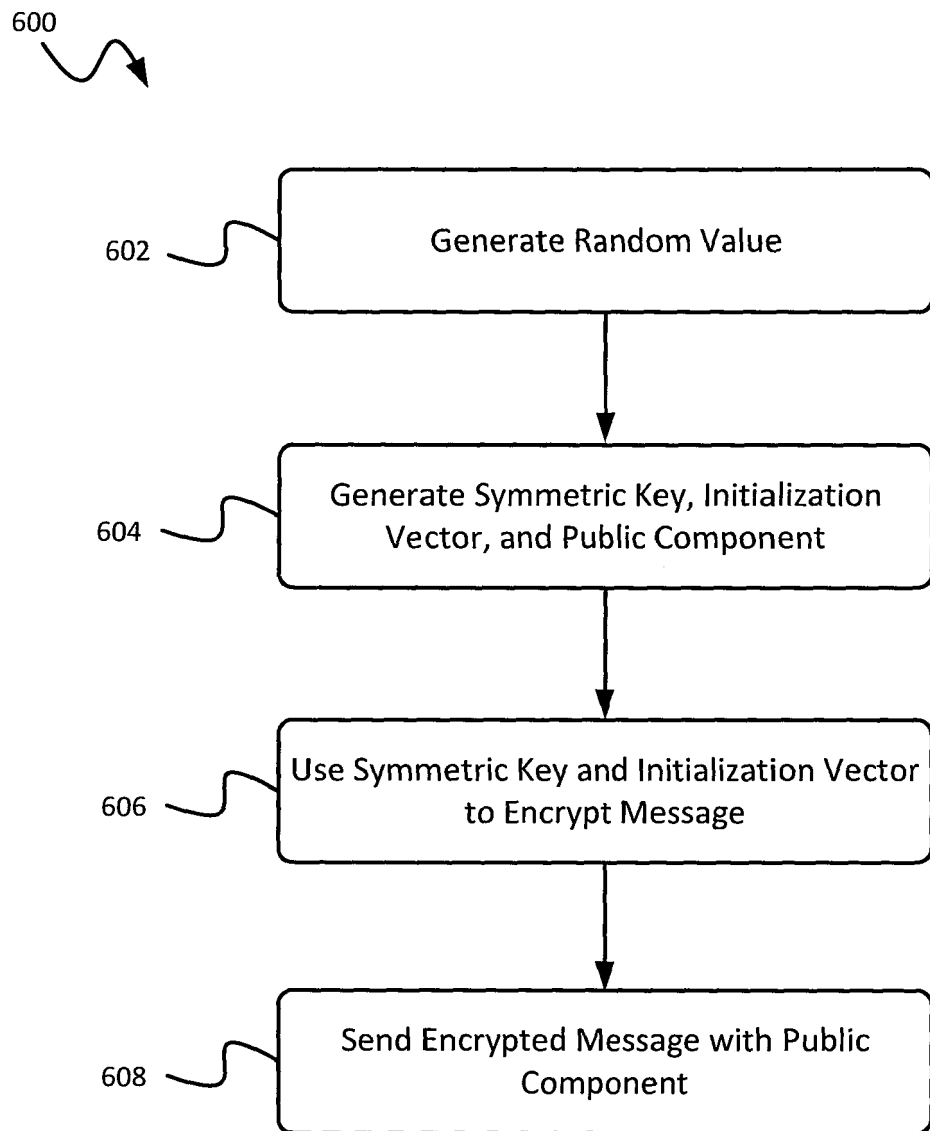 600
602
Generate Random Value
604
Generate Symmetric Key, Initialization
Vector, and Public Component
606
Use Symmetric Key and Initialization Vector
to Encrypt Message
608
Send Encrypted Message with Public
Component